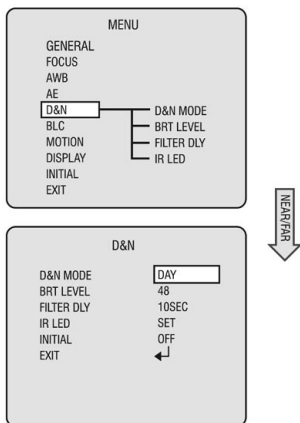 MENU
GENERAL
FOCUS
AWB
AE
D&N
D&N MODE
BLC
BRT LEVEL
MOTION
FILTER DLY
DISPLAY
IR LED
INITIAL
EXIT
NEAR/FAR
D&N
D&N MODE DAY
BRT LEVEL 48
FILTER DLY 10SEC
IR LED SET
INITIAL OFF
EXIT